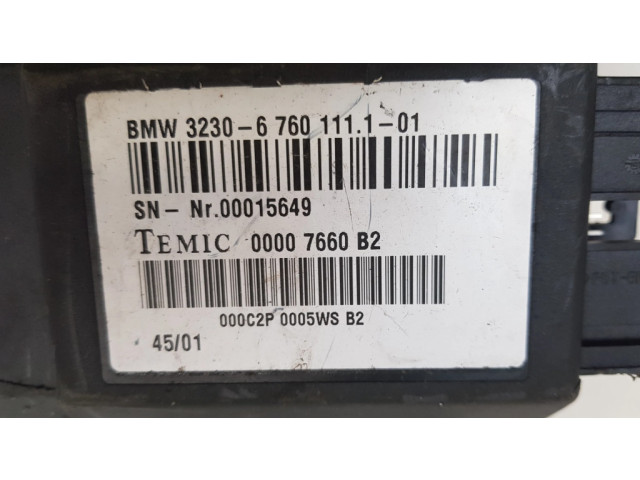 BMW 3230-6 760 111.1-01
SN- Nr.00015649
TEMIC 0000 7660 B2
000C2P 0005WS B2
45/01